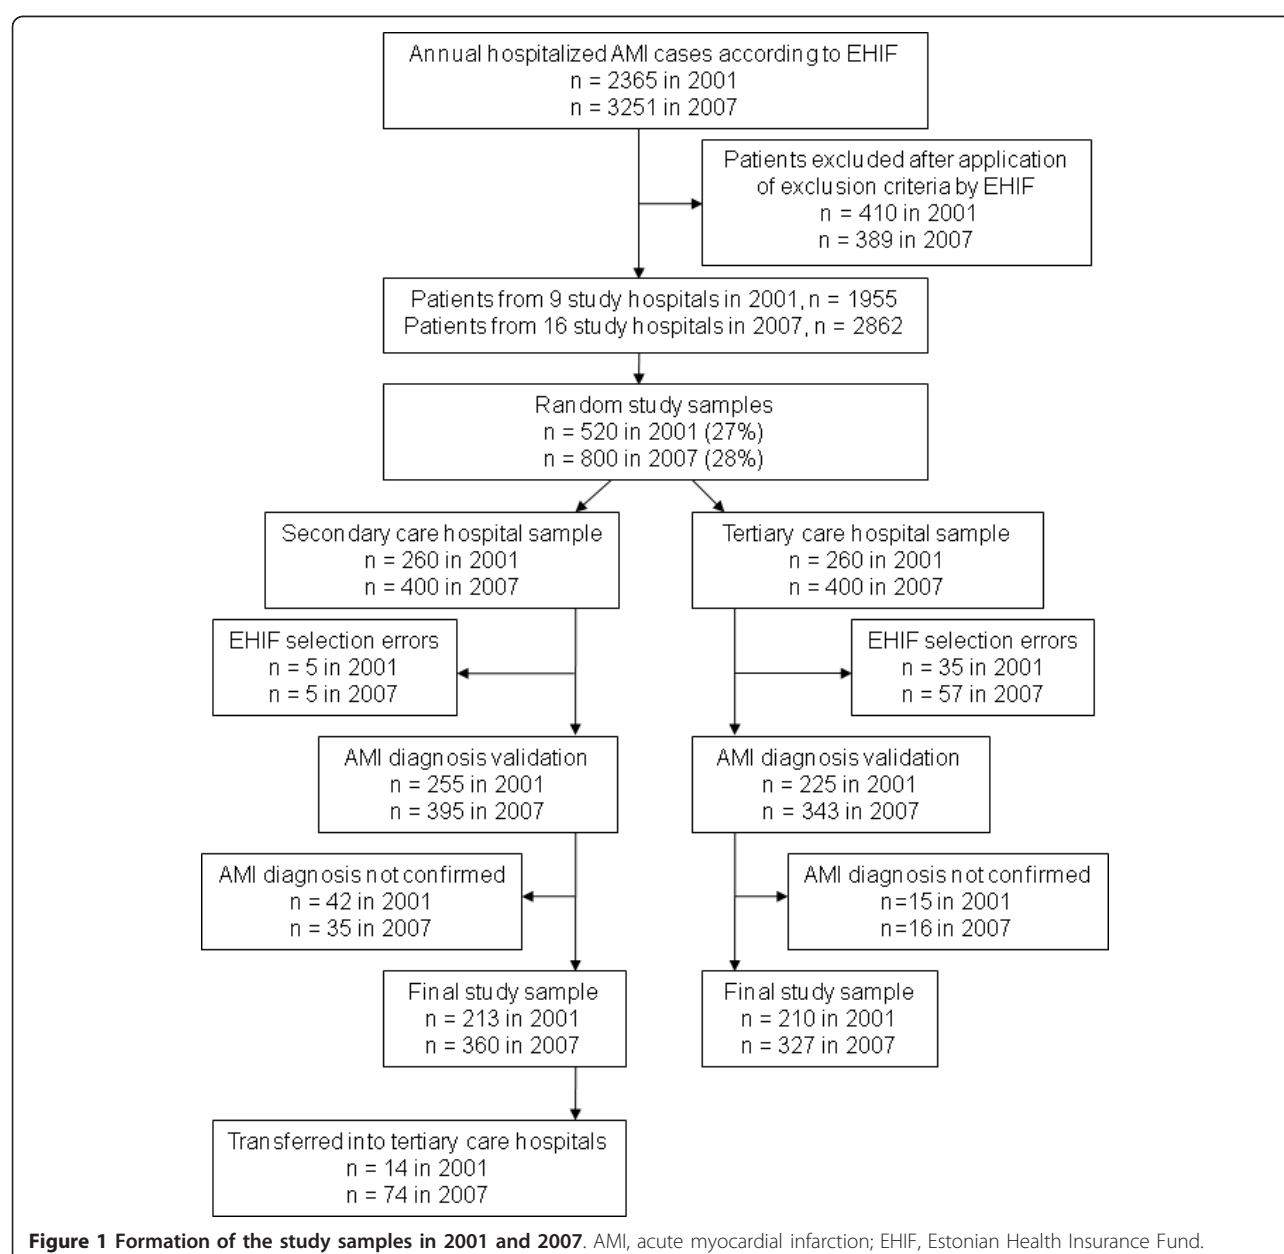 Annual hospitalized AMI cases according to EHIF
n = 2365 in 2001
n = 3251 in 2007
Patients excluded after application
of exclusion criteria by EHIF
n = 410 in 2001
n = 389 in 2007
Patients from 9 study hospitals in 2001, n = 1955
Patients from 16 study hospitals in 2007, n = 2862
Random study samples
n = 520 in 2001 (27%)
n = 800 in 2007 (28%)
Secondary care hospital sample
n = 260 in 2001
n = 400 in 2007
Tertiary care hospital sample
n = 260 in 2001
n = 400 in 2007
EHIF selection errors
n = 5 in 2001
n = 5 in 2007
EHIF selection errors
n = 35 in 2001
n = 57 in 2007
AMI diagnosis validation
n = 255 in 2001
n = 395 in 2007
AMI diagnosis validation
n = 225 in 2001
n = 343 in 2007
AMI diagnosis not confirmed
n = 42 in 2001
n = 35 in 2007
AMI diagnosis not confirmed
n=15 in 2001
n=16 in 2007
Final study sample
n = 213 in 2001
n = 360 in 2007
Final study sample
n = 210 in 2001
n = 327 in 2007
Transferred into tertiary care hospitals
n = 14 in 2001
n = 74 in 2007
Figure 1 Formation of the study samples in 2001 and 2007. AMI, acute myocardial infarction; EHIF, Estonian Health Insurance Fund.